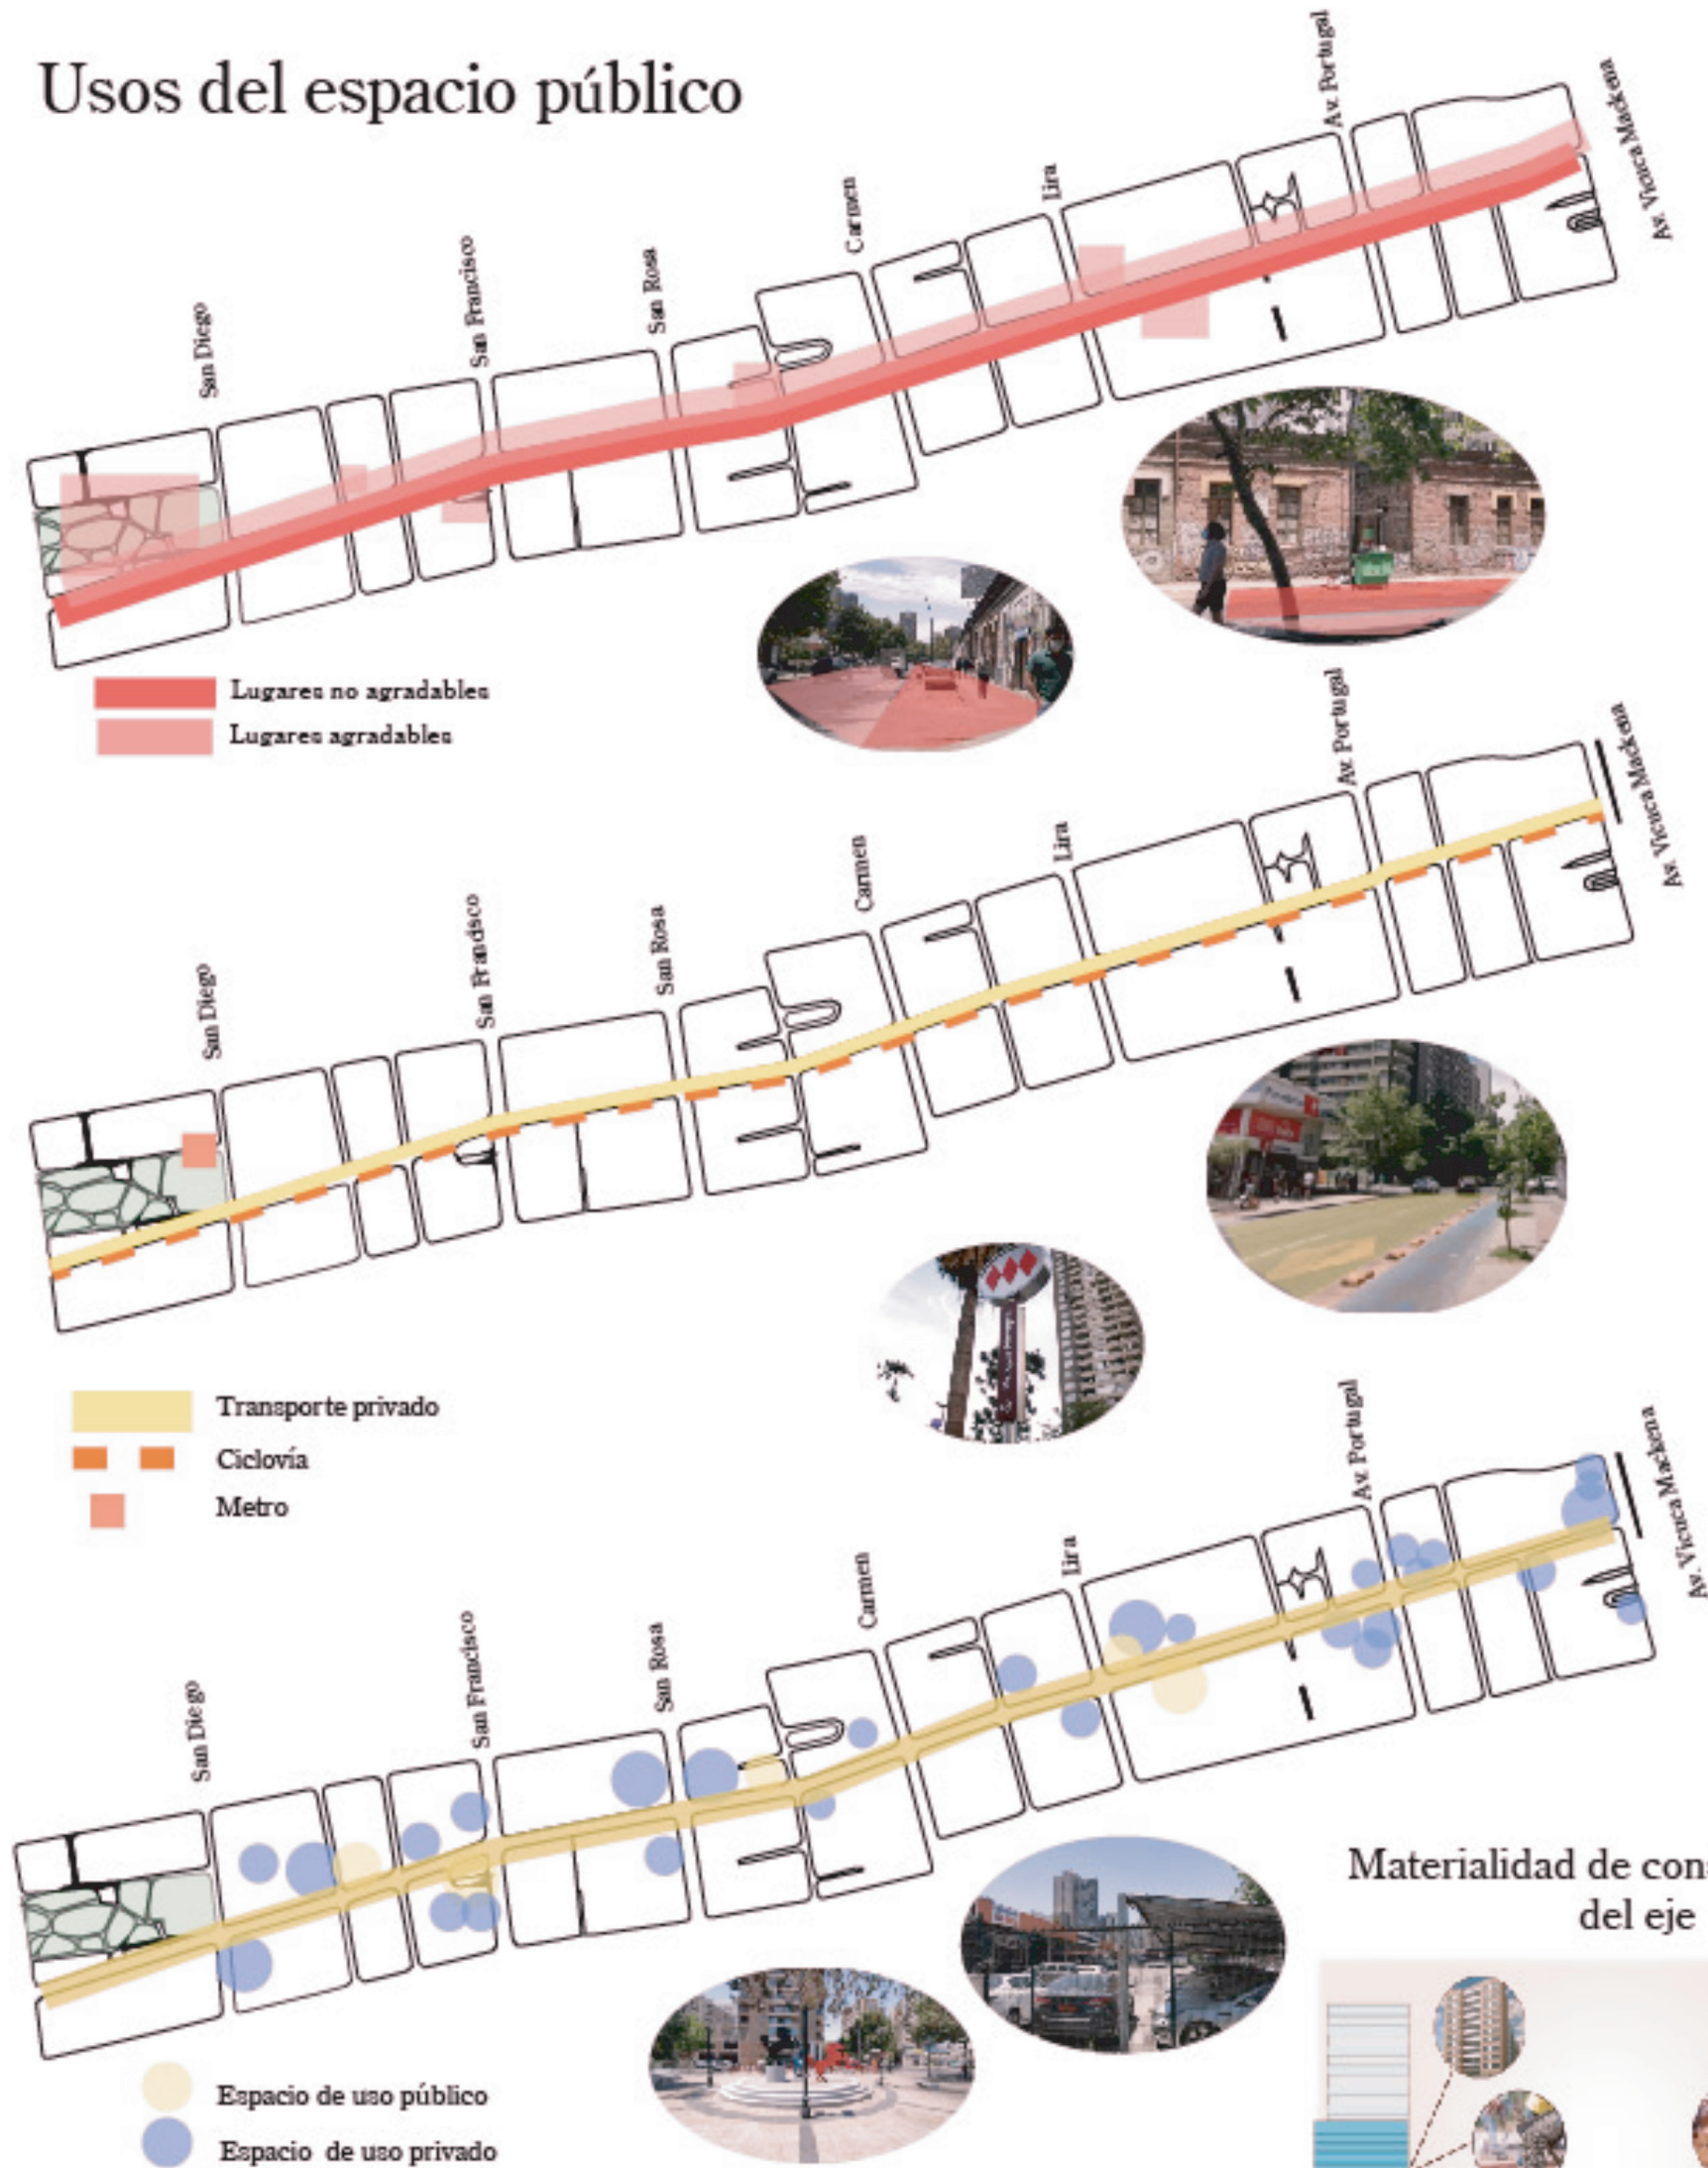 Usos del espacio público
San Diego
San Francisco
San Rosa
Carmen
Lira
Av. Portugal
Av. Vicuca Mackena
Lugares no agradables
Lugares agradables
San Diego
San Francisco
San Rosa
Carmen
Lira
Av. Portugal
Av. Vicuca Mackena
Transporte privado
Ciclovía
Metro
San Diego
San Francisco
San Rosa
Carmen
Lira
Av. Portugal
Av. Vicuca Mackena
Espacio de uso público
Espacio de uso privado
Materialidad de con
del eje